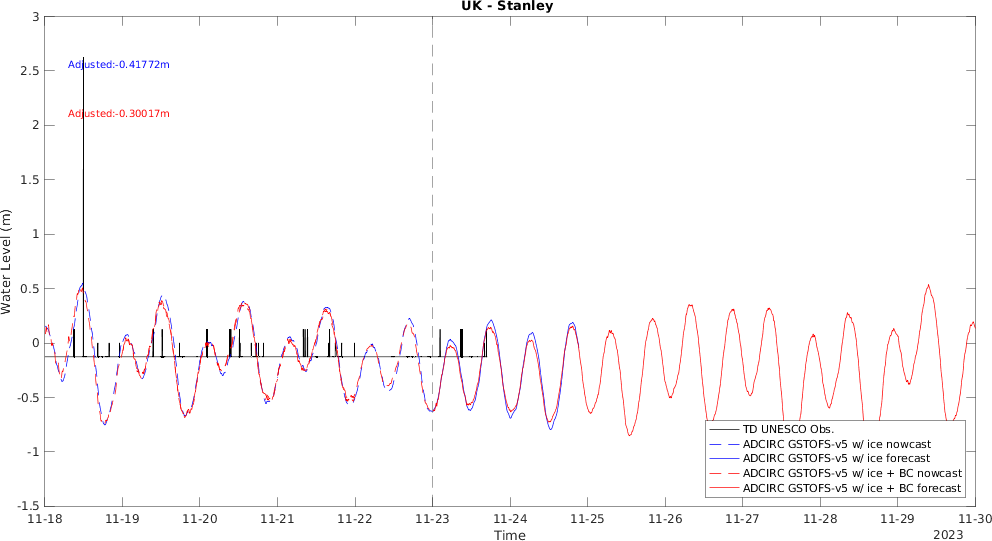 UK - Stanley
Adjusted:-0.41772m
Adjusted:-0.30017m
Water Level (m)
3
2.5
2
1.5
1
0.5
0
-0.5
-1
-1.5
TD UNESCO Obs.
ADCIRC GSTOFS-v5 w/ ice nowcast
ADCIRC GSTOFS-v5 w/ ice forecast
ADCIRC GSTOFS-v5 w/ ice + BC nowcast
ADCIRC GSTOFS-v5 w/ ice + BC forecast
11-18 11-19 11-20 11-21 11-22 11-23 11-24 11-25 11-26 11-27 11-28 11-29 11-30
Time
2023